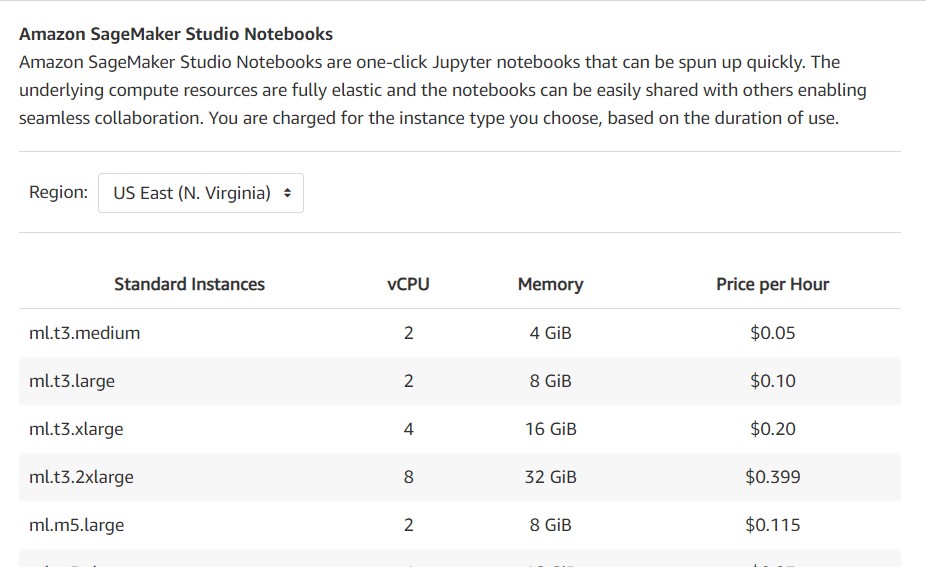 Amazon SageMaker Studio Notebooks
Amazon SageMaker Studio Notebooks are one-click Jupyter notebooks that can be spun up quickly. The
underlying compute resources are fully elastic and the notebooks can be easily shared with others enabling
seamless collaboration. You are charged for the instance type you choose, based on the duration of use.
Region: US East (N. Virginia)
Standard Instances vCPU Memory Price per Hour
ml.t3.medium 2 4 GiB $0.05
ml.t3.large 2 8 GiB $0.10
ml.t3.xlarge 4 16 GiB $0.20
ml.t3.2xlarge 8 32 GiB $0.399
ml.m5.large 2 8 GiB $0.115